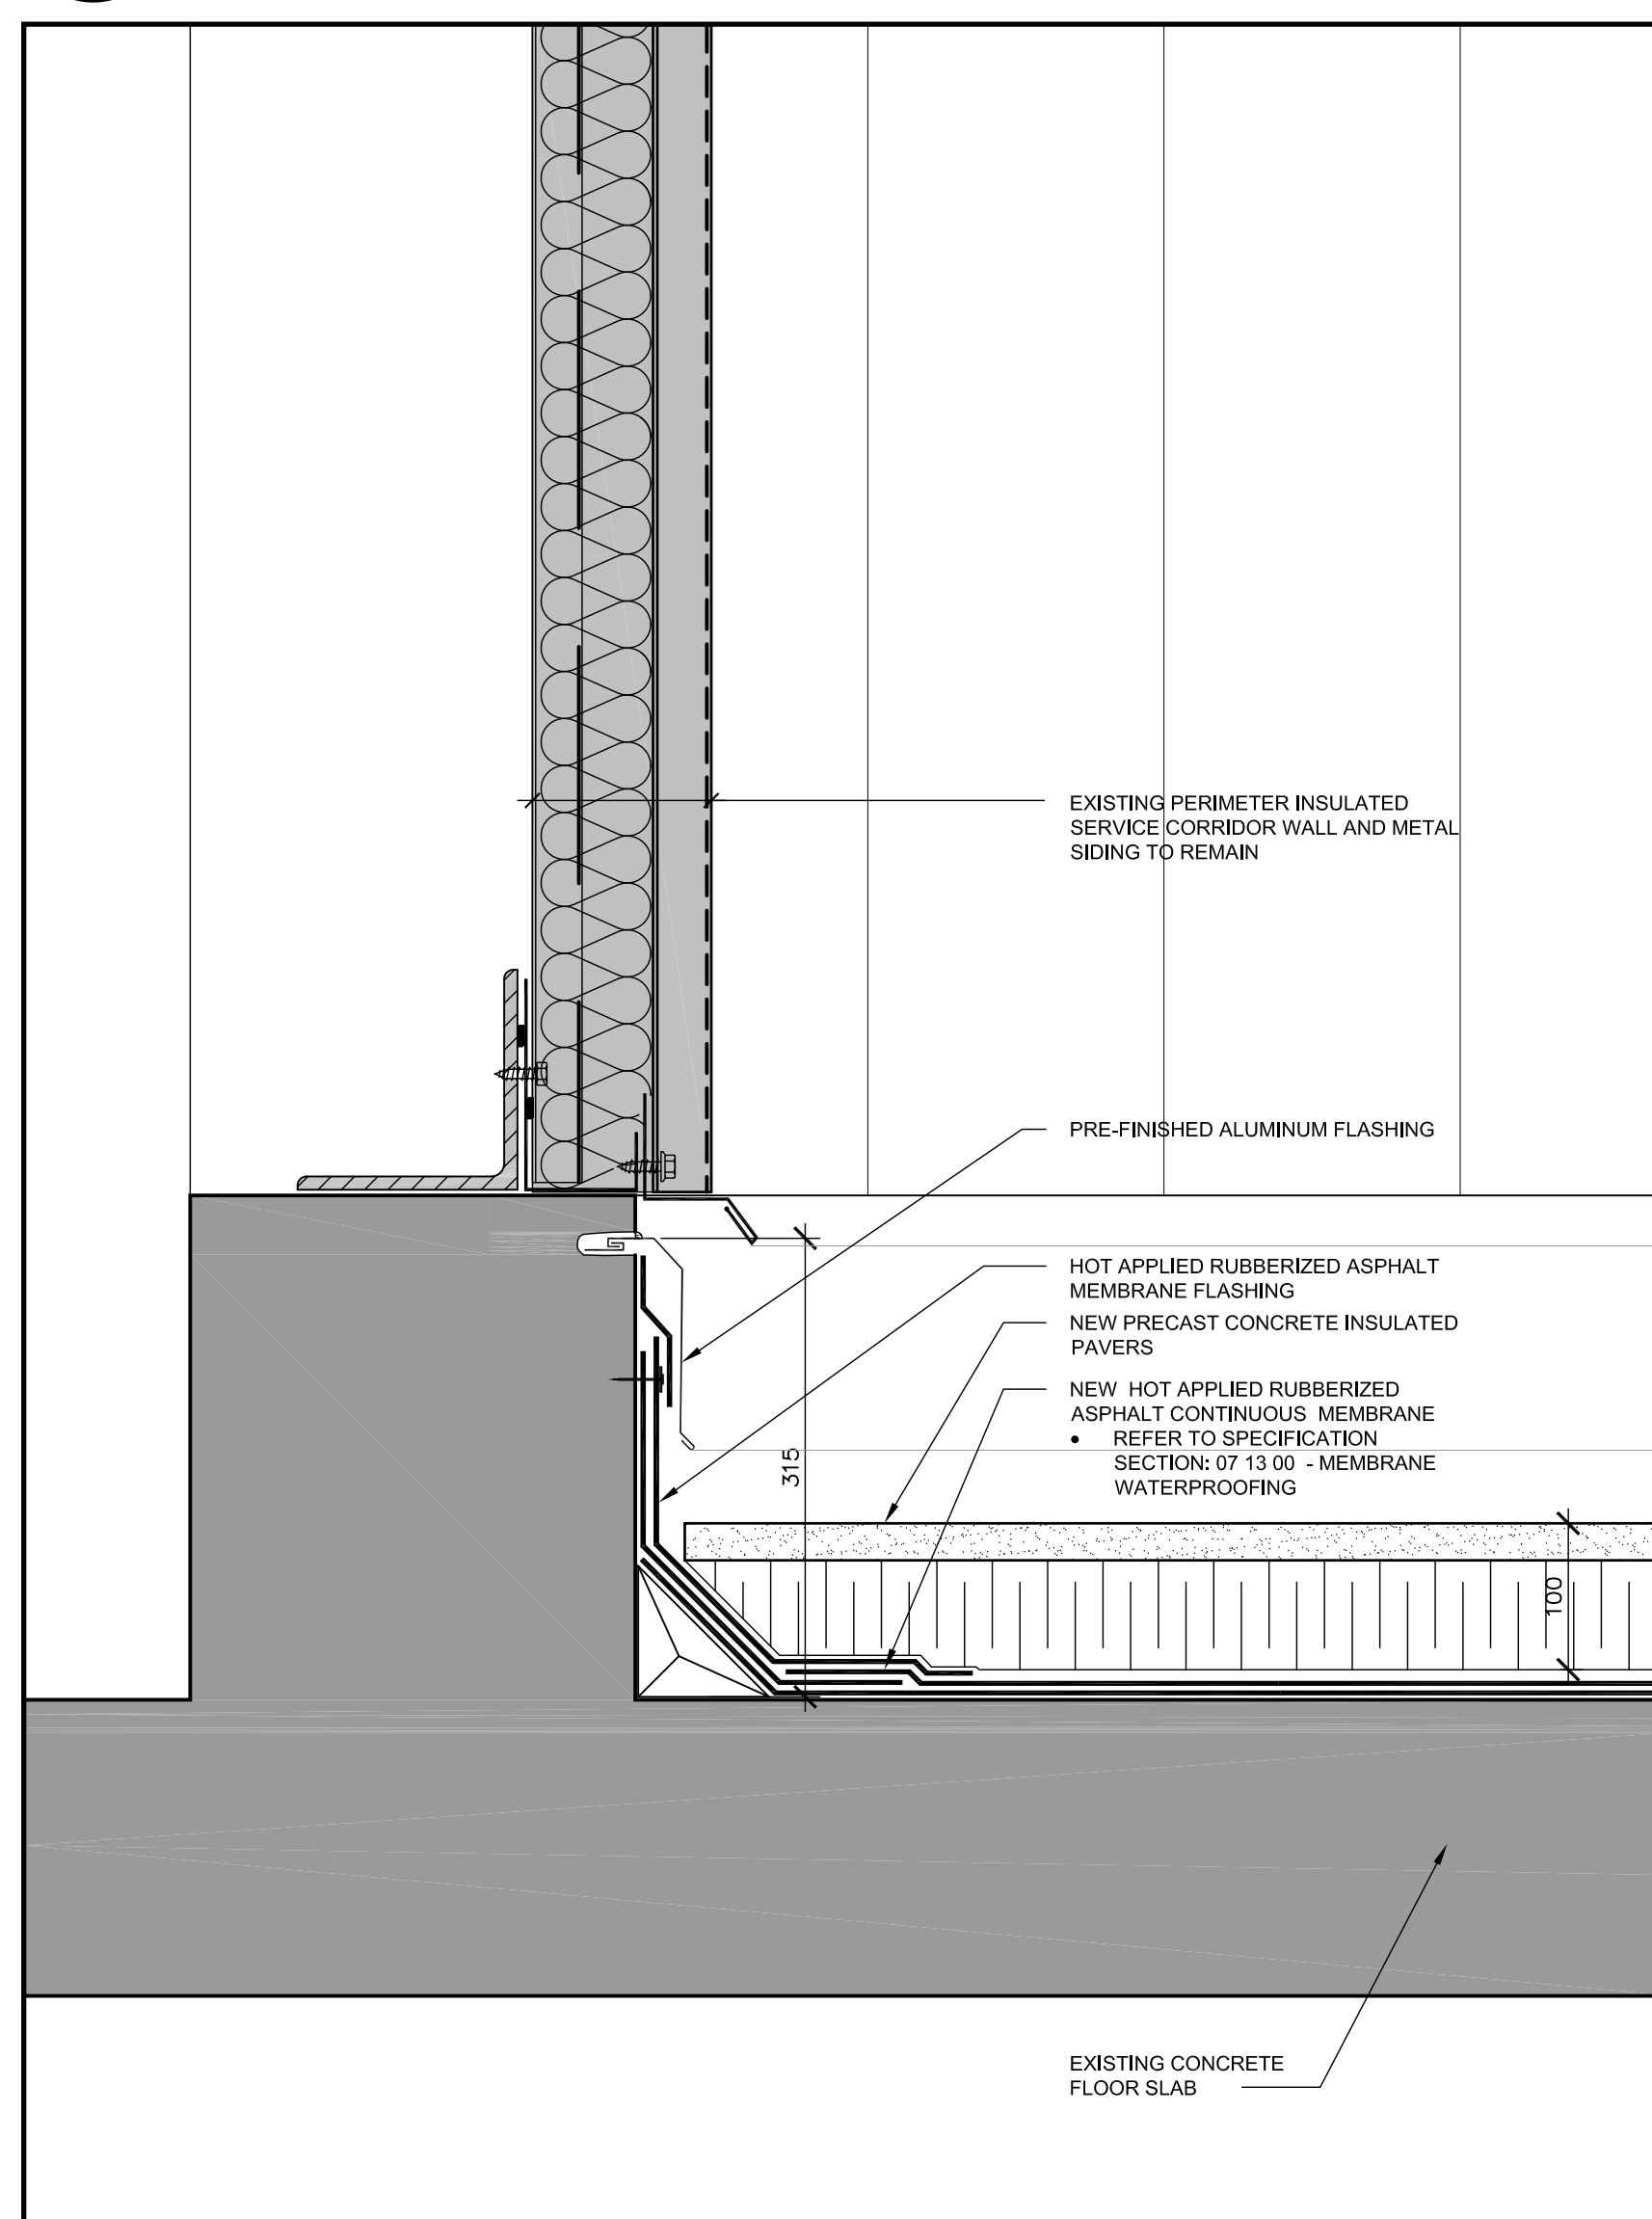 EXISTING PERIMETER INSULATED
SERVICE CORRIDOR WALL AND METAL
SIDING TO REMAIN
PRE-FINISHED ALUMINUM FLASHING
HOT APPLIED RUBBERIZED ASPHALT
MEMBRANE FLASHING
NEW PRECAST CONCRETE INSULATED
PAVERS
NEW HOT APPLIED RUBBERIZED
ASPHALT CONTINUOUS MEMBRANE
• REFER TO SPECIFICATION
SECTION: 07 13 00 - MEMBRANE
WATERPROOFING
315
100
EXISTING CONCRETE
FLOOR SLAB